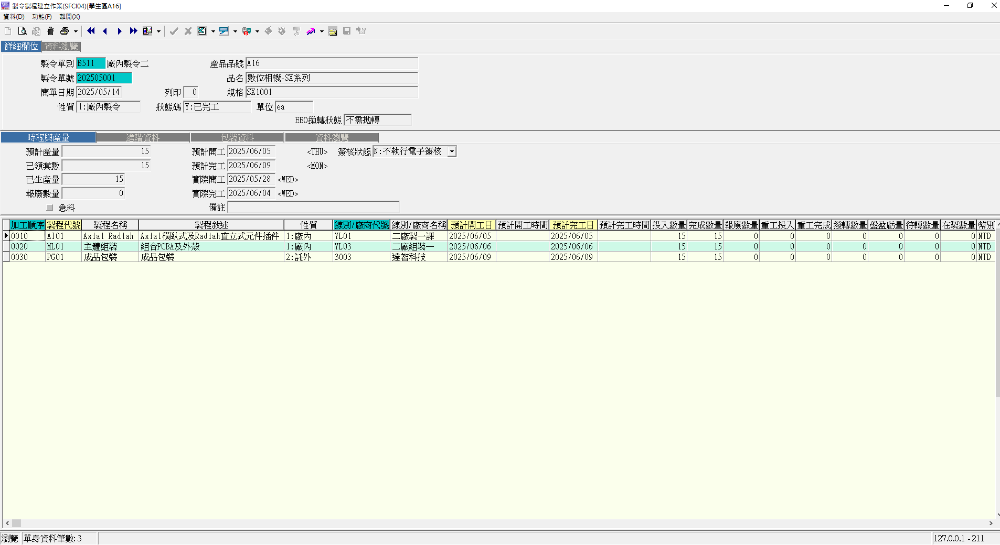 製令製程建立作業(SFCI04)[學生區A16]
資料(D) 功能(F) 離開(X)
詳細欄位 資料瀏覽
製令單別 B511 廠內製令二 產品品號 A16
製令單號 202505001 品名 數位相機-SX系列
開單日期 2025/05/14 列印 0 規格 SX1001
性質 1:廠內製令 狀態碼 Y:已完工 單位 ea
EBO拋轉狀態 不需拋轉
時程與產量 進階資料 包裝資料 資料瀏覽
預計產量 15 預計開工 2025/06/05 <THU> 簽核狀態 N:不執行電子簽核
已領套數 15 預計完工 2025/06/09 <MON>
已生產量 15 實際開工 2025/05/28 <WED>
報廢數量 0 實際完工 2025/06/04 <WED>
急料 備註
加工順序 製程代號 製程名稱 製程敘述 性質 線別/廠商代號 線別/廠商名稱 預計開工日 預計開工時間 預計完工日 預計完工時間 投入數量 完成數量 報廢數量 重工投入 重工完成 撥轉數量 盤盈虧量 待轉數量 在製數量 幣別
0010 AI01 Axial Radiah Axial橫臥式及Radiah直立式元件插件 1:廠內 YL01 二廠製一課 2025/06/05 2025/06/05 15 15 0 0 0 0 0 0 0 NTD
0020 ML01 主體組裝 組合PCBA及外殼 1:廠內 YL03 二廠組裝一 2025/06/06 2025/06/06 15 15 0 0 0 0 0 0 0 NTD
0030 PG01 成品包裝 成品包裝 2:託外 3003 達智科技 2025/06/09 2025/06/09 15 15 0 0 0 0 0 0 0 NTD
瀏覽 單身資料筆數: 3 127.0.0.1 - 211